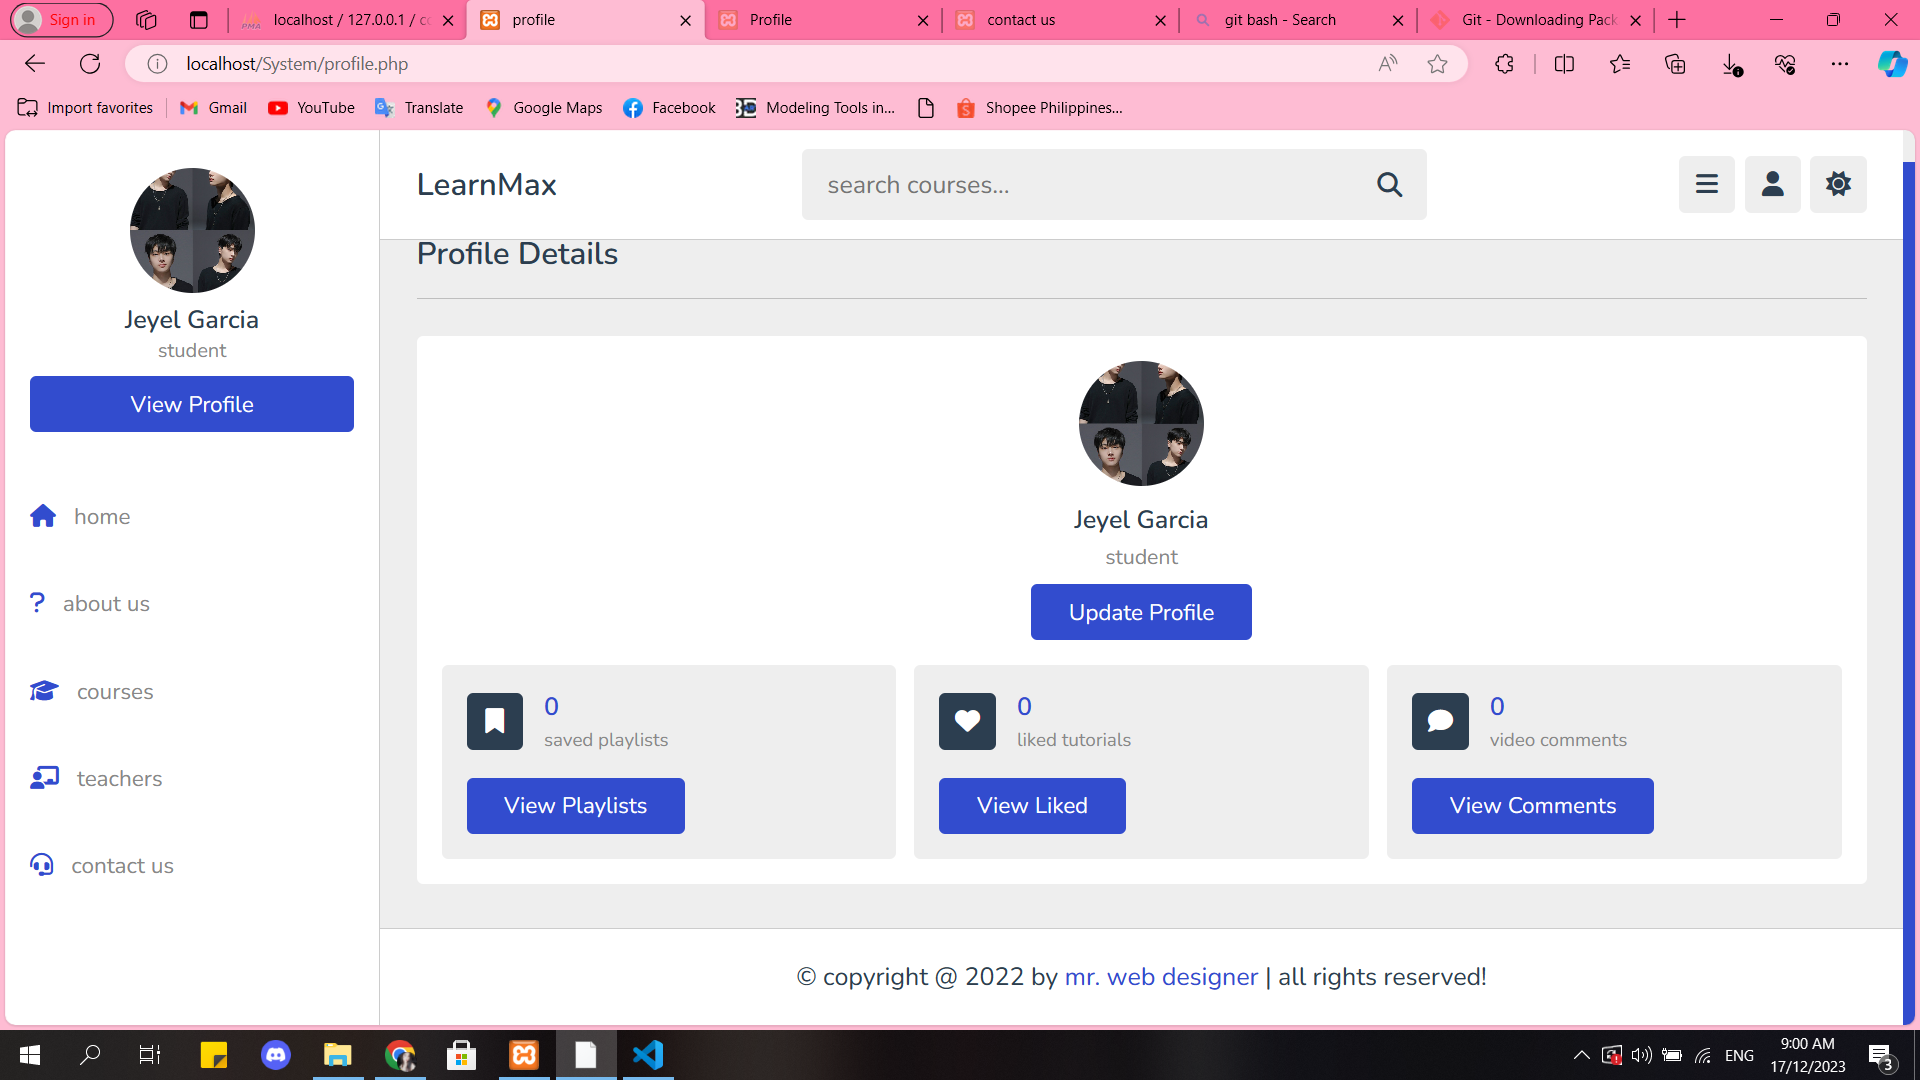 Sign in
localhost / 127.0.0.1 / co
profile
Profile
contact us
git bash - Search
Git - Downloading Pack
localhost/System/profile.php
Import favorites
Gmail
YouTube
Translate
Google Maps
Facebook
Modeling Tools in...
Shopee Philippines...
LearnMax
search courses...
Jeyel Garcia
student
View Profile
home
about us
courses
teachers
contact us
Profile Details
Jeyel Garcia
student
Update Profile
0
saved playlists
View Playlists
0
liked tutorials
View Liked
0
video comments
View Comments
© copyright @ 2022 by mr. web designer | all rights reserved!
ENG
9:00 AM
17/12/2023
3